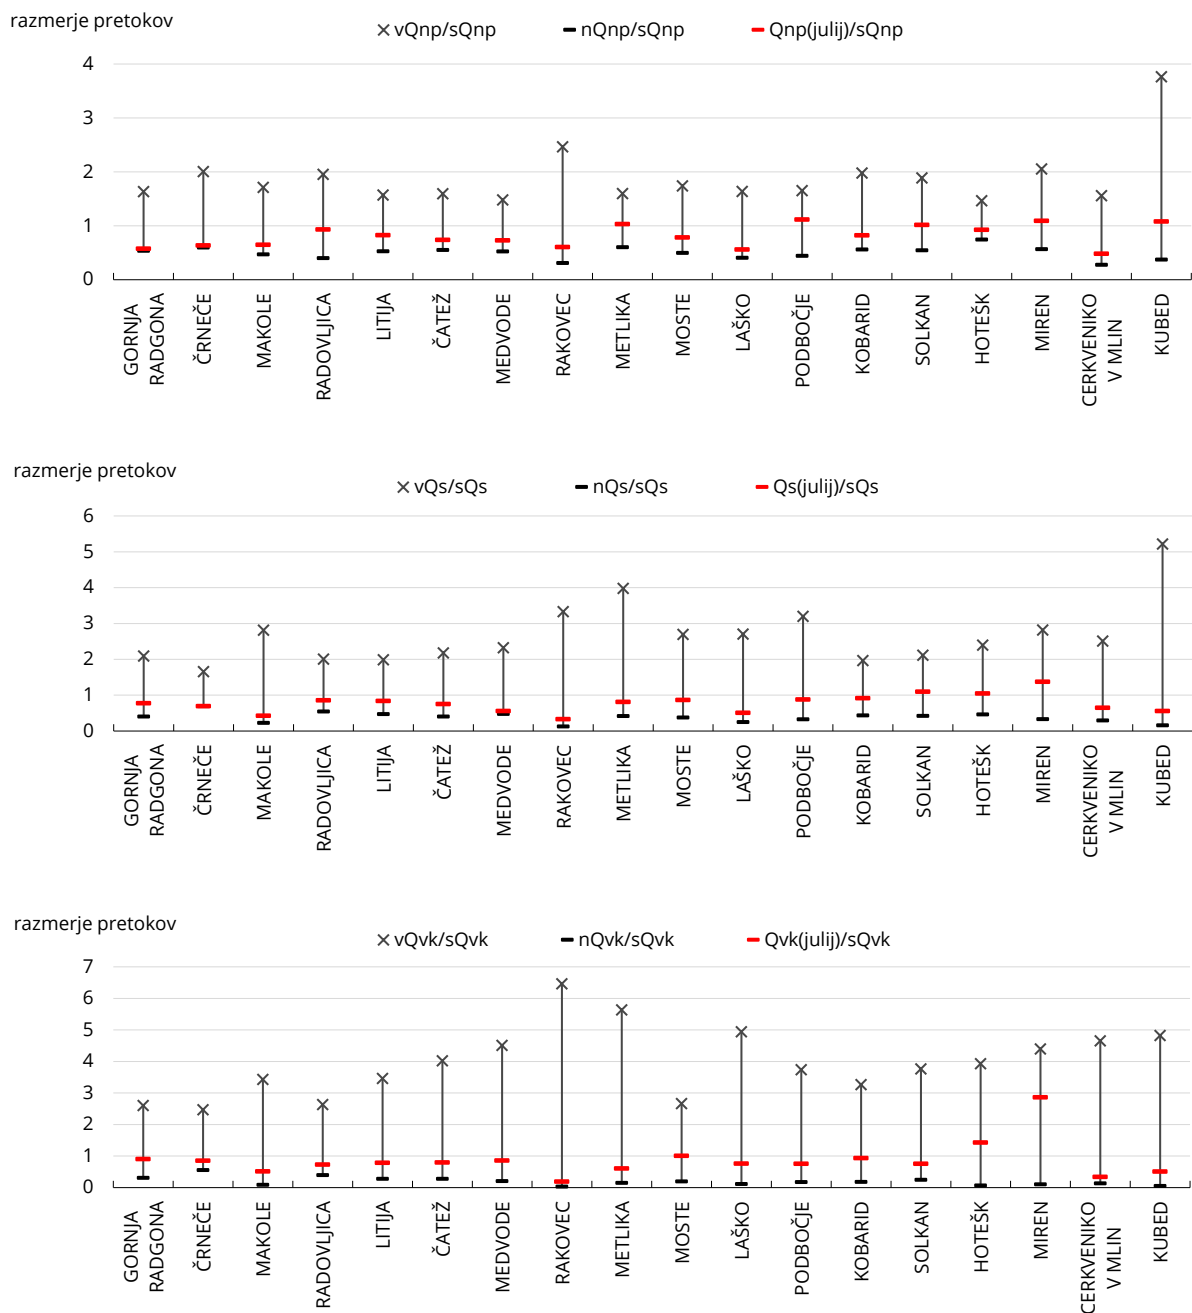 razmerje pretokov
vQnp/sQnp nQnp/sQnp Qnp(julij)/sQnp
4
3
2
1
0
GORNJA
RADGONA
ČRNEČE
MAKOLE
RADOVLJICA
LITIJA
ČATEŽ
MEDVODE
RAKOVEC
METLIKA
MOSTE
LAŠKO
PODBOČJE
KOBARID
SOLKAN
HOTEŠK
MIREN
CERKVENIKO
V MLIN
KUBED
razmerje pretokov
vQs/sQs nQs/sQs Qs(julij)/sQs
6
5
4
3
2
1
0
GORNJA
RADGONA
ČRNEČE
MAKOLE
RADOVLJICA
LITIJA
ČATEŽ
MEDVODE
RAKOVEC
METLIKA
MOSTE
LAŠKO
PODBOČJE
KOBARID
SOLKAN
HOTEŠK
MIREN
CERKVENIKO
V MLIN
KUBED
razmerje pretokov
vQvk/sQvk nQvk/sQvk Qvk(julij)/sQvk
7
6
5
4
3
2
1
0
GORNJA
RADGONA
ČRNEČE
MAKOLE
RADOVLJICA
LITIJA
ČATEŽ
MEDVODE
RAKOVEC
METLIKA
MOSTE
LAŠKO
PODBOČJE
KOBARID
SOLKAN
HOTEŠK
MIREN
CERKVENIKO
V MLIN
KUBED